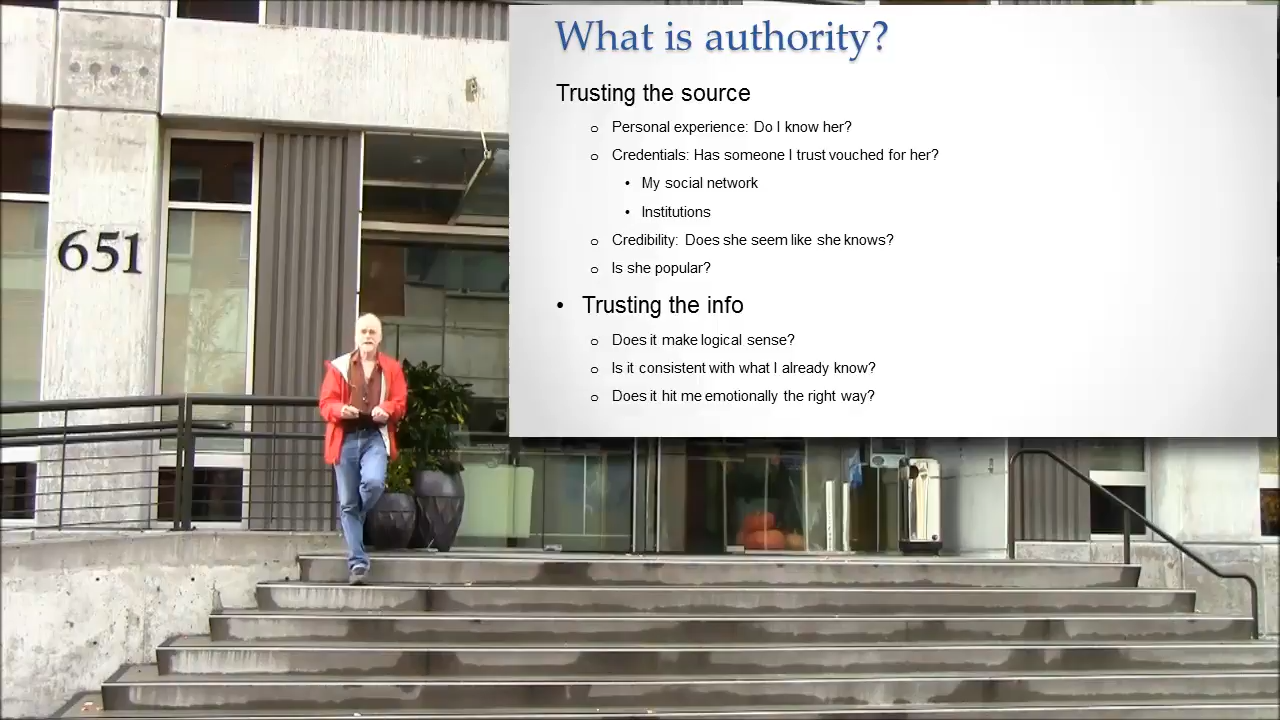 What is authority?
Trusting the source
o Personal experience: Do I know her?
o Credentials: Has someone I trust vouched for her?
• My social network
• Institutions
o Credibility: Does she seem like she knows?
o Is she popular?
• Trusting the info
o Does it make logical sense?
o Is it consistent with what I already know?
o Does it hit me emotionally the right way?
651